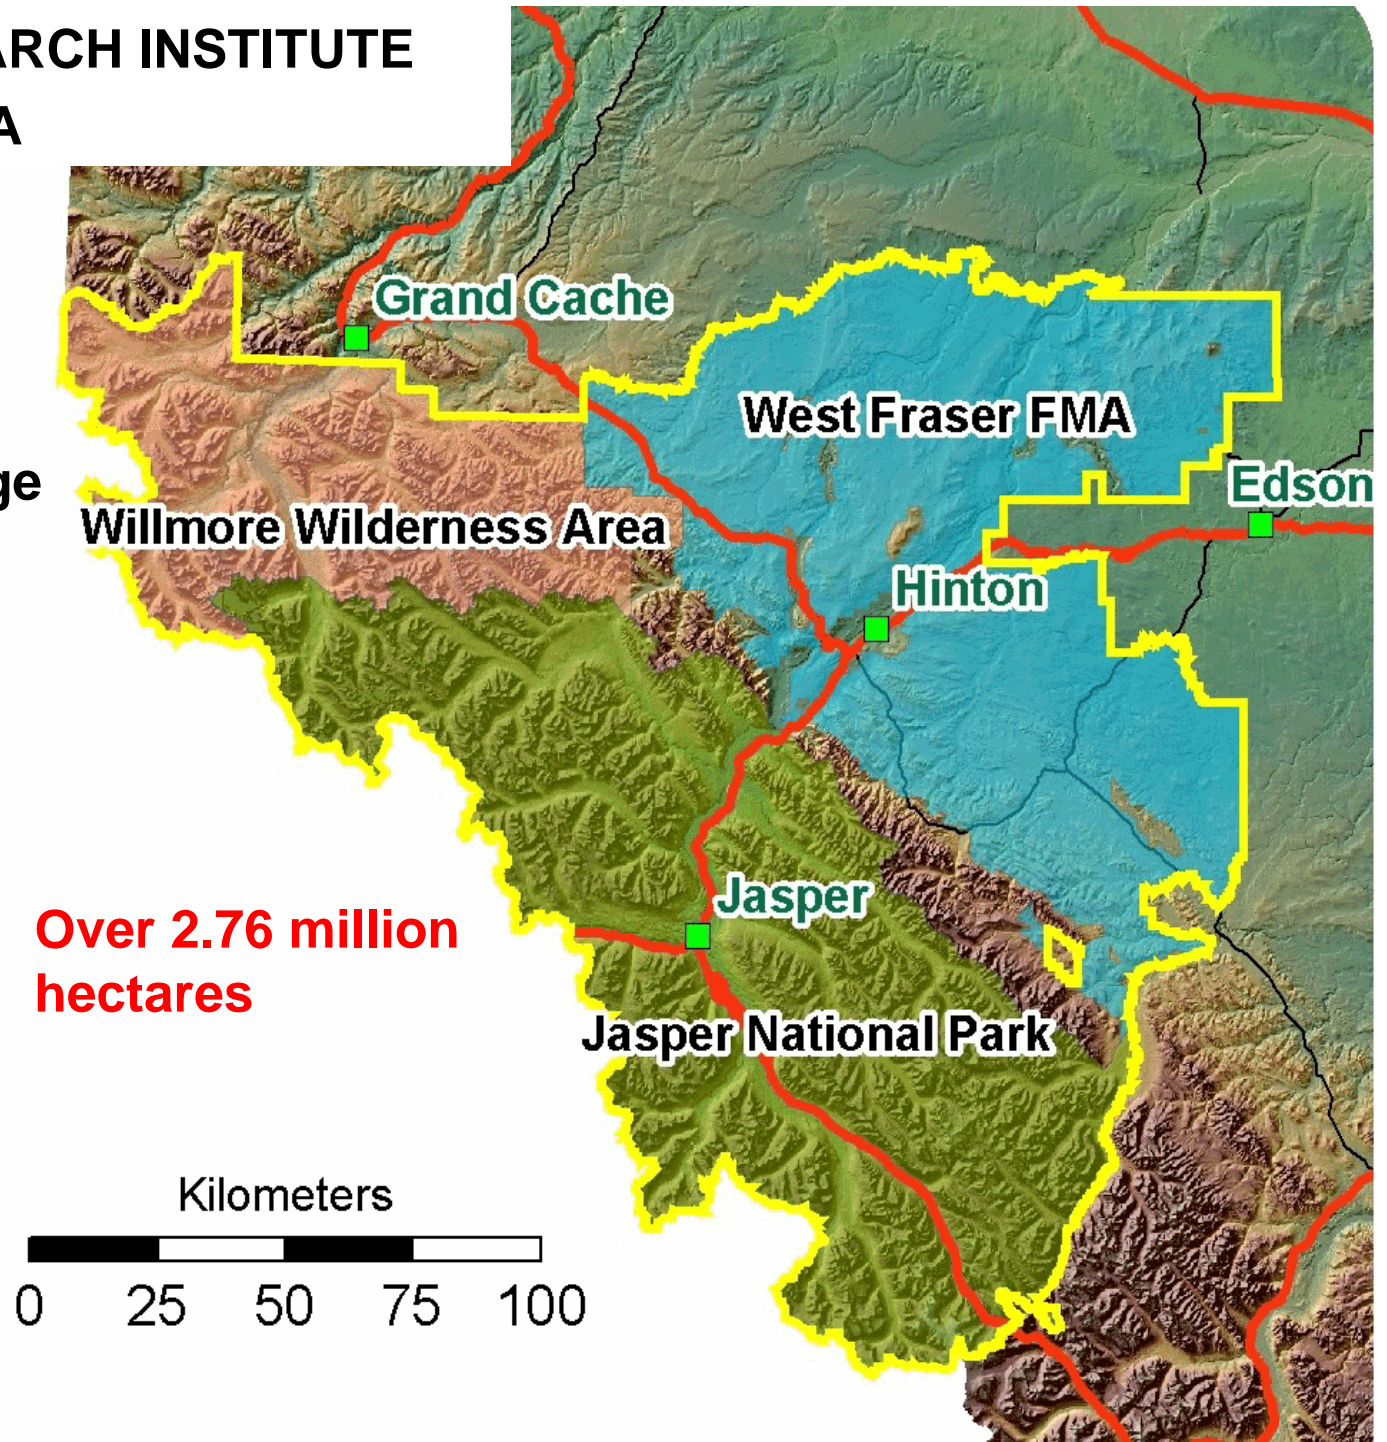 ARCH INSTITUTE
A
Grand Cache
West Fraser FMA
ge
Edson
Willmore Wilderness Area
Hinton
Jasper
Over 2.76 million
hectares
Jasper National Park
Kilometers
0 25 50 75 100